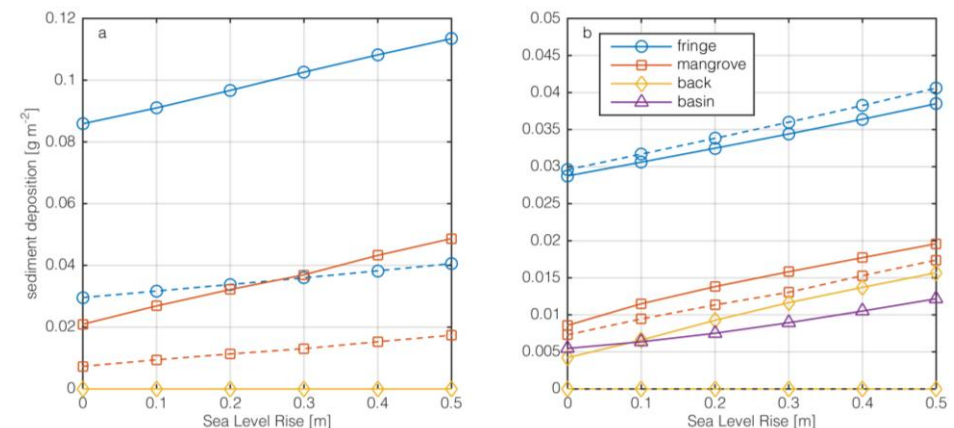 a
sediment deposition [g m⁻²]
0.12
0.1
0.08
0.06
0.04
0.02
0
0 0.1 0.2 0.3 0.4 0.5
Sea Level Rise [m]
b
fringe
mangrove
back
basin
0.05
0.045
0.04
0.035
0.03
0.025
0.02
0.015
0.01
0.005
0
0 0.1 0.2 0.3 0.4 0.5
Sea Level Rise [m]